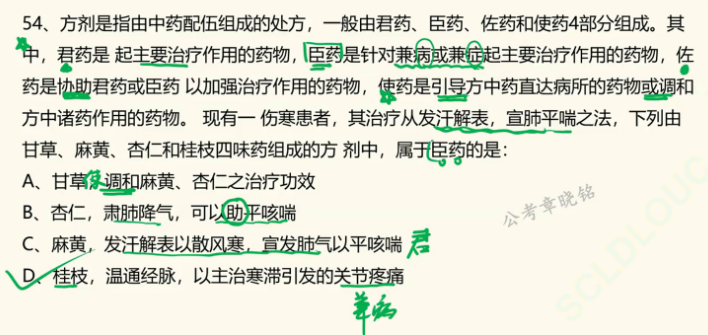 54、方剂是指由中药配伍组成的处方，一般由君药、臣药、佐药和使药4部分组成。其
中，君药是 起主要治疗作用的药物，臣药是针对兼病或兼症起主要治疗作用的药物，佐
药是协助君药或臣药 以加强治疗作用的药物，使药是引导方中药直达病所的药物或调和
方中诸药作用的药物。 现有一 伤寒患者，其治疗从发汗解表，宣肺平喘之法，下列由
甘草、麻黄、杏仁和桂枝四味药组成的方 剂中，属于臣药的是：
A、甘草 调和麻黄、杏仁之治疗功效
B、杏仁，肃肺降气，可以助平咳喘
C、麻黄，发汗解表以散风寒，宣发肺气以平咳喘 君
D、桂枝，温通经脉，以主治寒滞引发的关节疼痛
兼病
公考章晓铭
SCLDLOUC